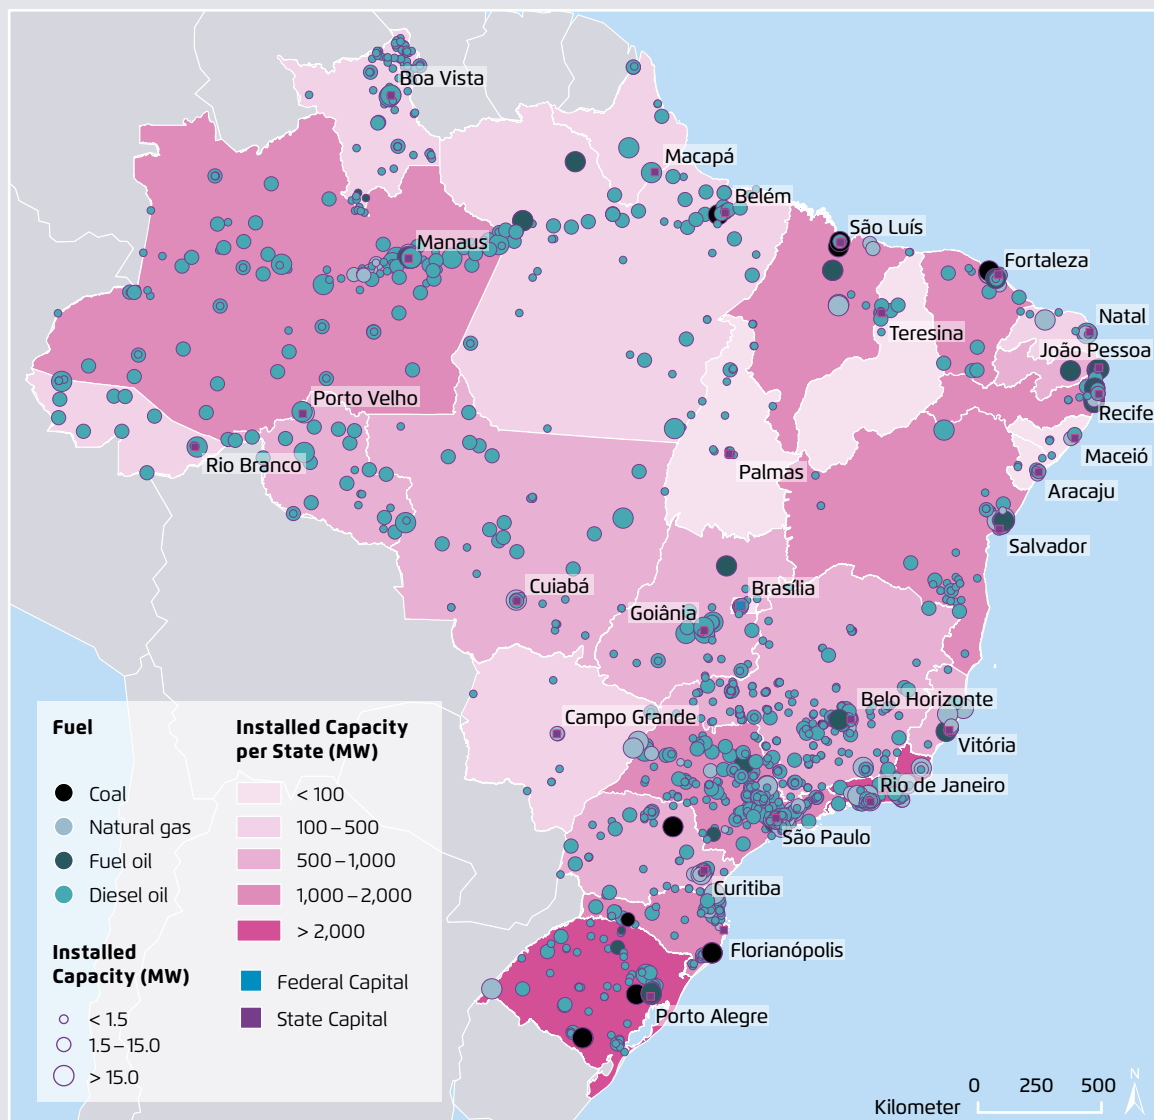 Boa Vista
Macapá
Belém
São Luís
Manaus
Fortaleza
Natal
Teresina
João Pessoa
Porto Velho
Recife
Maceió
Rio Branco
Palmas
Aracaju
Salvador
Cuiabá
Brasília
Goiânia
Belo Horizonte
Campo Grande
Vitória
Rio de Janeiro
São Paulo
Curitiba
Florianópolis
Porto Alegre
Fuel
Coal
Natural gas
Fuel oil
Diesel oil
Installed
Capacity (MW)
< 1.5
1.5–15.0
> 15.0
Installed Capacity
per State (MW)
< 100
100–500
500–1,000
1,000–2,000
> 2,000
Federal Capital
State Capital
0 250 500
Kilometer
N